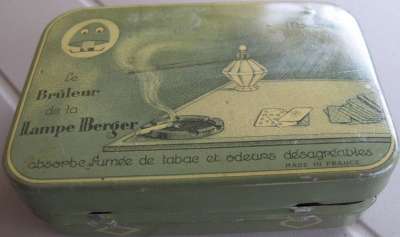 Le
Brûleur
de la
Lampe Berger
absorbe fumée de tabac et odeurs désagréables
MADE IN FRANCE